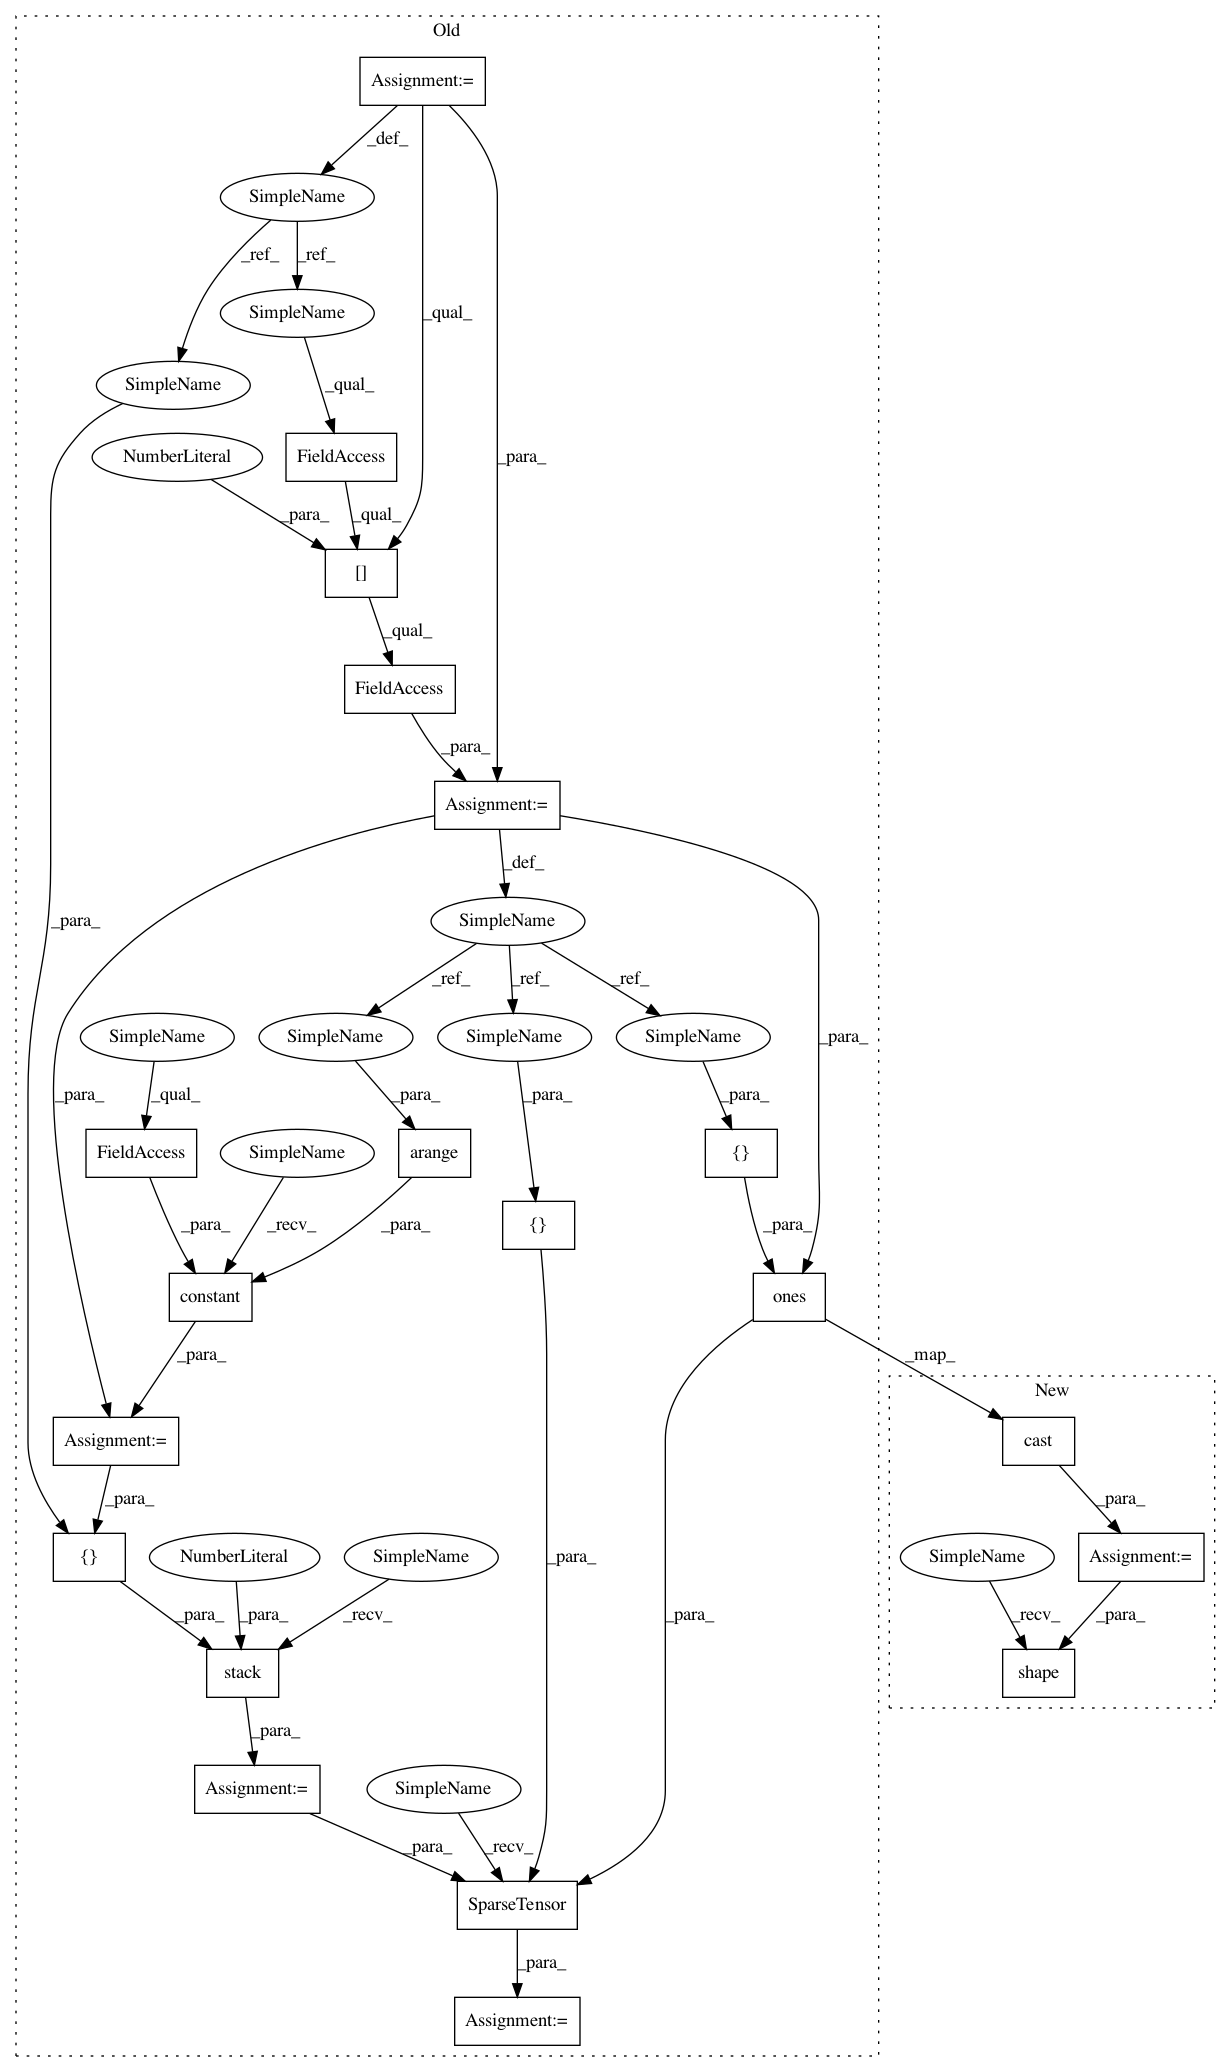 Old
Assignment:=
_def_
SimpleName
_ref_ _ref_
SimpleName _qual_
SimpleName
_qual_
NumberLiteral FieldAccess _para_
_para_ _qual_
[]
_qual_
FieldAccess
_para_
Assignment:=
_def_
_para_ SimpleName
_ref_ _ref_ _ref_
SimpleName SimpleName SimpleName SimpleName _para_
_para_ _qual_ _para_ _para_ _para_
FieldAccess SimpleName arange {}
_para_ _recv_ _para_ {} _para_
constant ones
_para_ _map_
New
Assignment:= cast
_para_ _para_
{} NumberLiteral SimpleName _para_ SimpleName Assignment:=
_para_ _para_ _recv_ _para_ _recv_ _para_
stack shape
_para_
Assignment:= SimpleName
_para_ _recv_
SparseTensor
_para_
Assignment:=